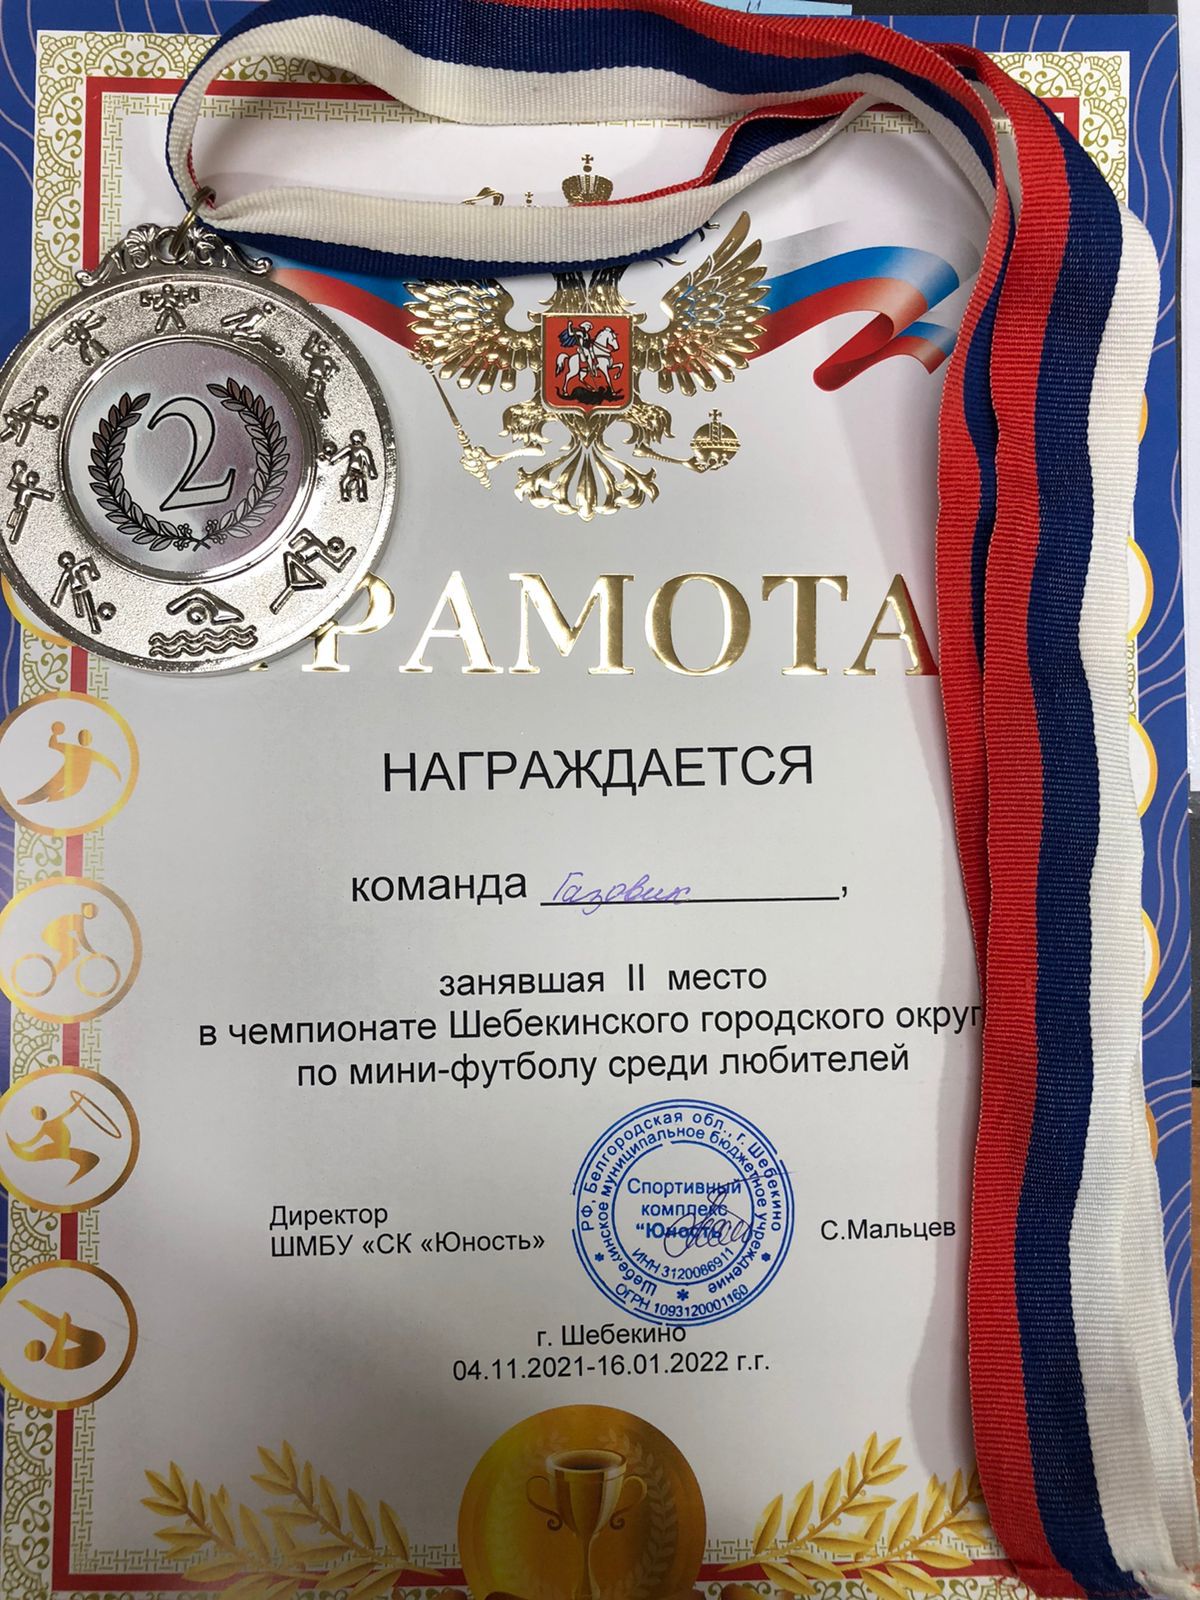 2
ГРАМОТА
НАГРАЖДАЕТСЯ
команда Газовик,
занявшая II место
в чемпионате Шебекинского городского округ
по мини-футболу среди любителей
РФ, Белгородская обл., г. Шебекино
Шебекинское муниципальное бюджетное учреждение
Спортивный
комплекс
"Юность"
ИНН 3120086911
ОГРН 1093120001160
Директор
ШМБУ «СК «Юность»
С.Мальцев
г. Шебекино
04.11.2021-16.01.2022 г.г.